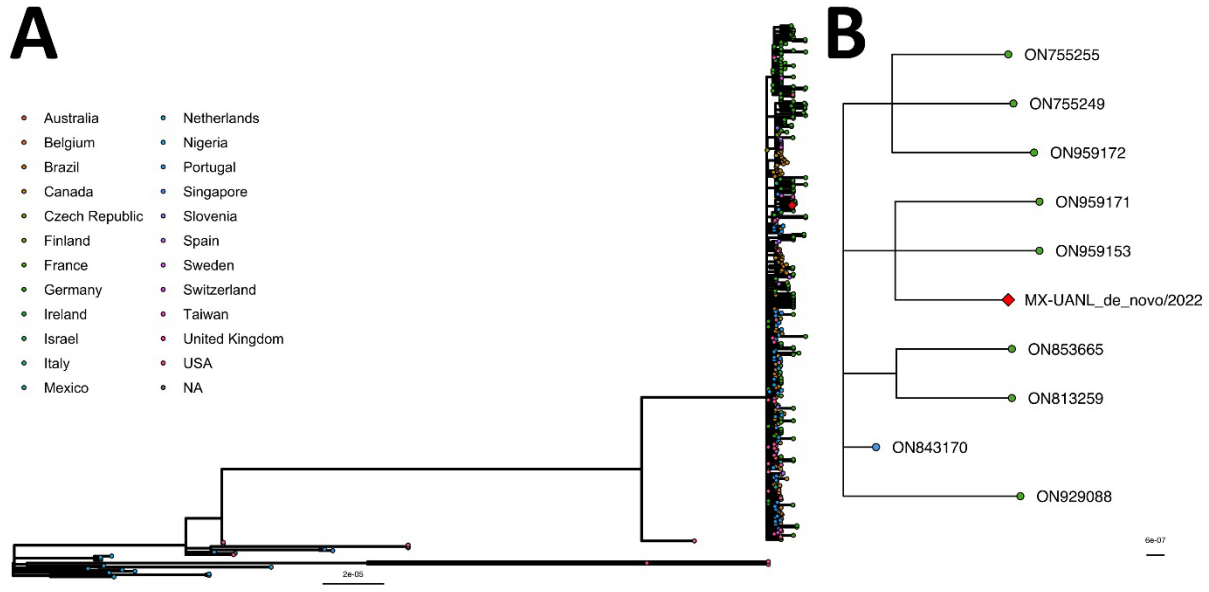 A
B
Australia
Belgium
Brazil
Canada
Czech Republic
Finland
France
Germany
Ireland
Israel
Italy
Mexico
Netherlands
Nigeria
Portugal
Singapore
Slovenia
Spain
Sweden
Switzerland
Taiwan
United Kingdom
USA
NA
2e-05
ON755255
ON755249
ON959172
ON959171
ON959153
MX-UANL_de_novo/2022
ON853665
ON813259
ON843170
ON929088
6e-07